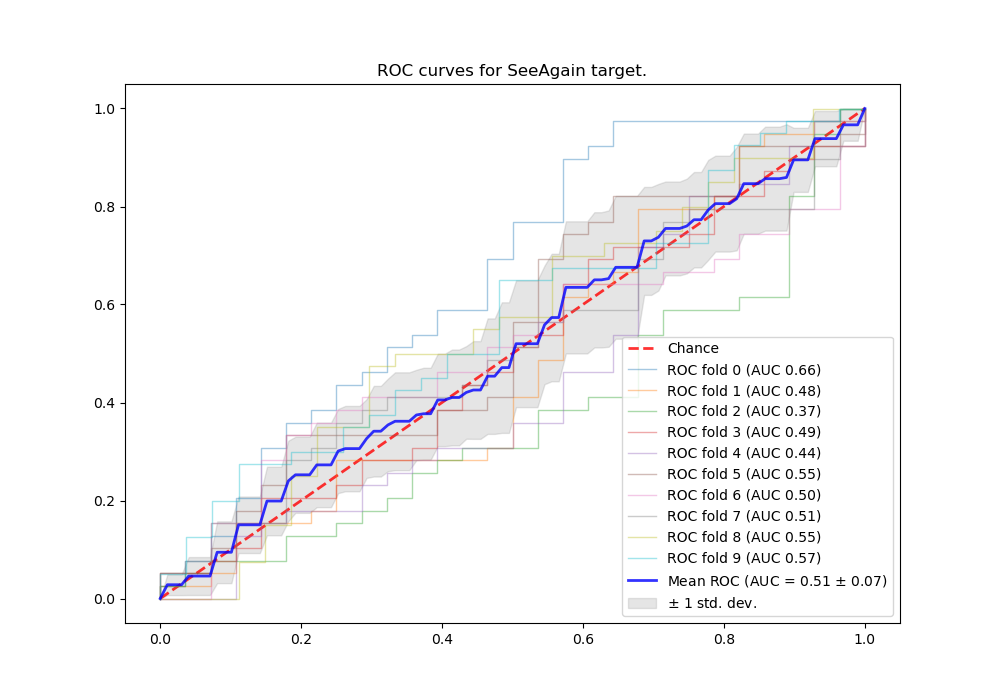 ROC curves for SeeAgain target.
1.0
0.8
0.6
0.4
0.2
0.0
0.0
0.2
0.4
0.6
0.8
1.0
Chance
ROC fold 0 (AUC 0.66)
ROC fold 1 (AUC 0.48)
ROC fold 2 (AUC 0.37)
ROC fold 3 (AUC 0.49)
ROC fold 4 (AUC 0.44)
ROC fold 5 (AUC 0.55)
ROC fold 6 (AUC 0.50)
ROC fold 7 (AUC 0.51)
ROC fold 8 (AUC 0.55)
ROC fold 9 (AUC 0.57)
Mean ROC (AUC = 0.51 ± 0.07)
± 1 std. dev.